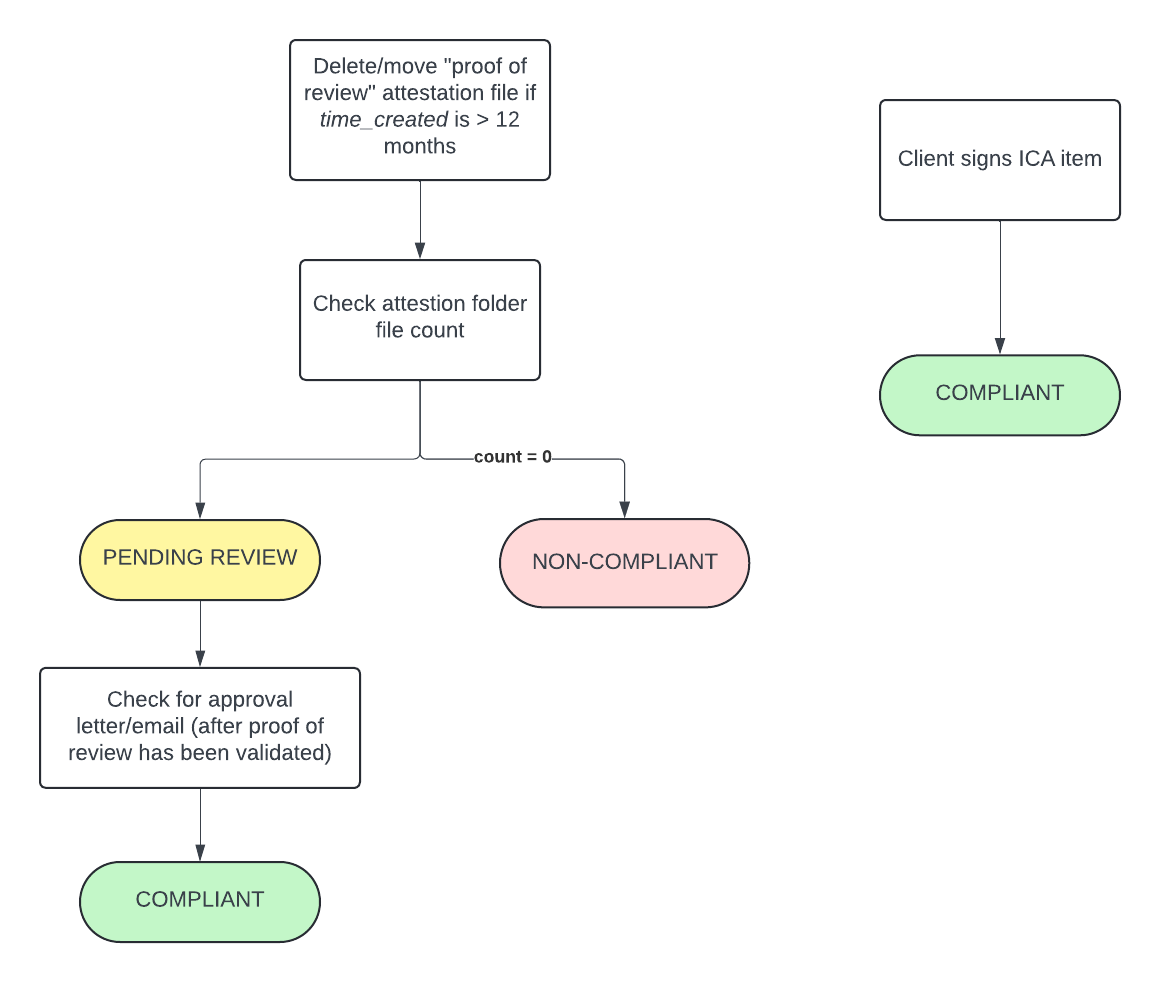 Delete/move "proof of
review" attestation file if
time_created is > 12
months
Client signs ICA item
Check attestion folder
file count
COMPLIANT
count = 0
PENDING REVIEW
NON-COMPLIANT
Check for approval
letter/email (after proof of
review has been validated)
COMPLIANT